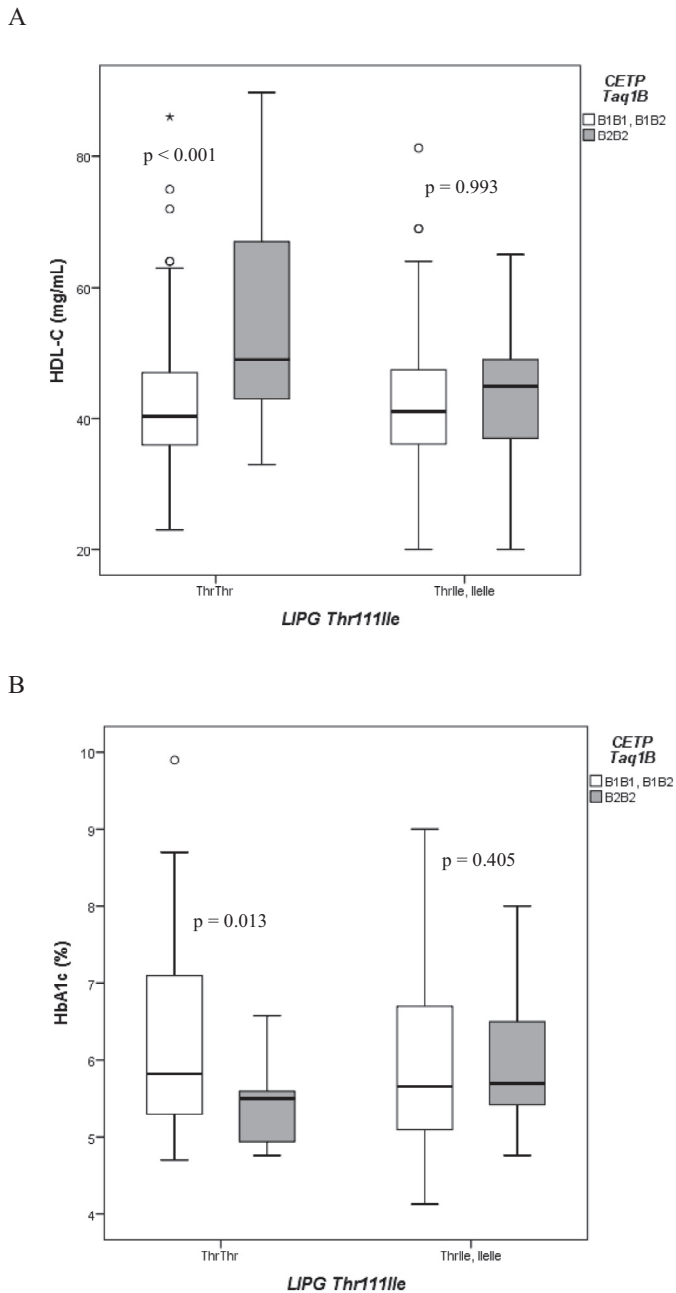 A
CETP
Taq1B
B1B1, B1B2
B2B2
p < 0.001
p = 0.993
80
60
40
20
HDL-C (mg/mL)
ThrThr
ThrIle, IleIle
LIPG Thr111Ile
B
CETP
Taq1B
B1B1, B1B2
B2B2
10
9
8
7
6
5
4
p = 0.405
p = 0.013
HbA1c (%)
ThrThr
ThrIle, IleIle
LIPG Thr111Ile